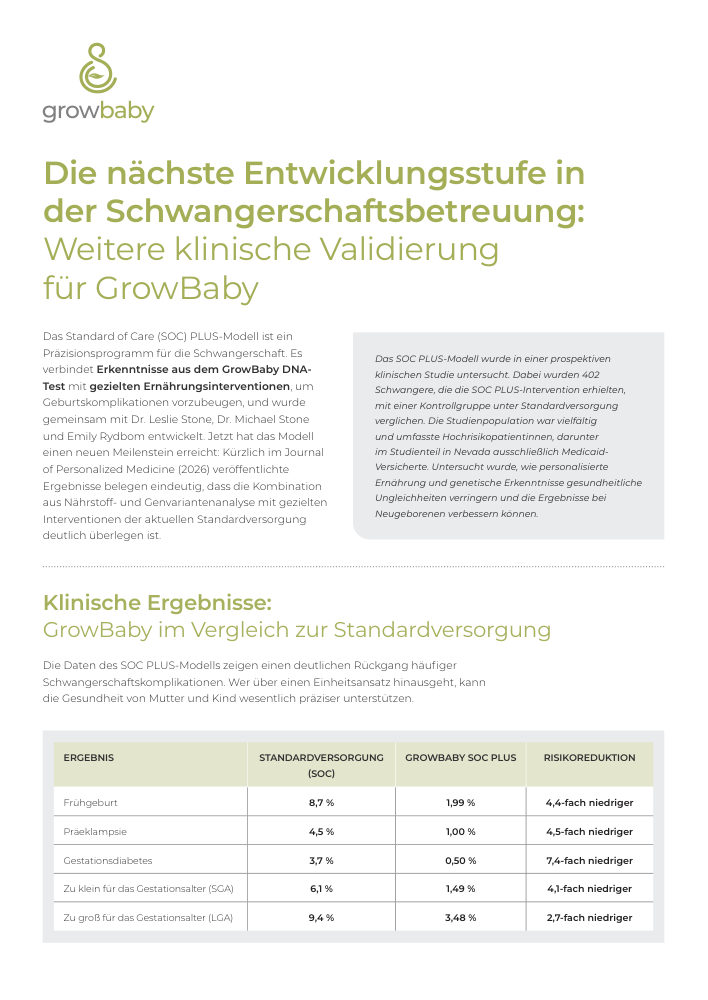 growbaby
Die nächste Entwicklungsstufe in
der Schwangerschaftsbetreuung:
Weitere klinische Validierung
für GrowBaby
Das Standard of Care (SOC) PLUS-Modell ist ein
Präzisionsprogramm für die Schwangerschaft. Es
verbindet Erkenntnisse aus dem GrowBaby DNA-
Test mit gezielten Ernährungsinterventionen, um
Geburtskomplikationen vorzubeugen, und wurde
gemeinsam mit Dr. Leslie Stone, Dr. Michael Stone
und Emily Rydbom entwickelt. Jetzt hat das Modell
einen neuen Meilenstein erreicht: Kürzlich im Journal
of Personalized Medicine (2026) veröffentlichte
Ergebnisse belegen eindeutig, dass die Kombination
aus Nährstoff- und Genvariantenanalyse mit gezielten
Interventionen der aktuellen Standardversorgung
deutlich überlegen ist.
Das SOC PLUS-Modell wurde in einer prospektiven
klinischen Studie untersucht. Dabei wurden 402
Schwangere, die die SOC PLUS-Intervention erhielten,
mit einer Kontrollgruppe unter Standardversorgung
verglichen. Die Studienpopulation war vielfältig
und umfasste Hochrisikopatientinnen, darunter
im Studienteil in Nevada ausschließlich Medicaid-
Versicherte. Untersucht wurde, wie personalisierte
Ernährung und genetische Erkenntnisse gesundheitliche
Ungleichheiten verringern und die Ergebnisse bei
Neugeborenen verbessern können.
Klinische Ergebnisse:
GrowBaby im Vergleich zur Standardversorgung
Die Daten des SOC PLUS-Modells zeigen einen deutlichen Rückgang häufiger
Schwangerschaftskomplikationen. Wer über einen Einheitsansatz hinausgeht, kann
die Gesundheit von Mutter und Kind wesentlich präziser unterstützen.
ERGEBNIS STANDARDVERSORGUNG GROWBABY SOC PLUS RISIKOREDUKTION
(SOC)
Frühgeburt 8,7 % 1,99 % 4,4-fach niedriger
Präeklampsie 4,5 % 1,00 % 4,5-fach niedriger
Gestationsdiabetes 3,7 % 0,50 % 7,4-fach niedriger
Zu klein für das Gestationsalter (SGA) 6,1 % 1,49 % 4,1-fach niedriger
Zu groß für das Gestationsalter (LGA) 9,4 % 3,48 % 2,7-fach niedriger